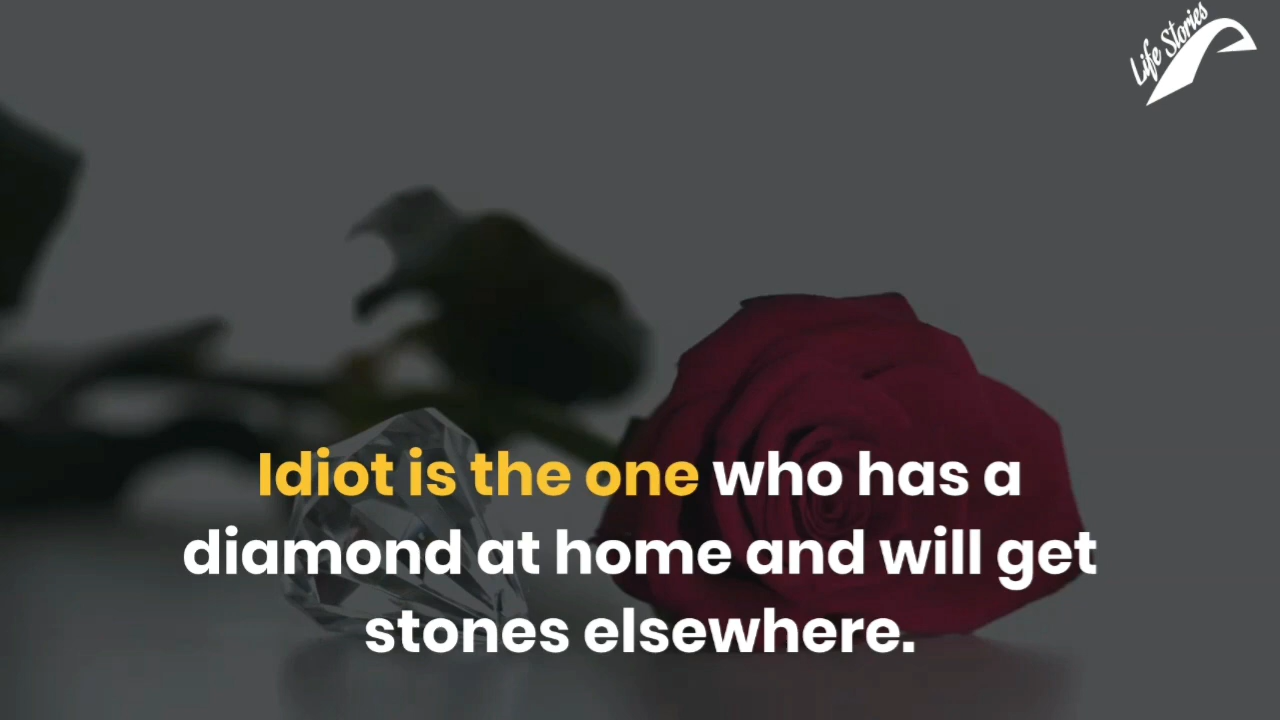 Life Stories
Idiot is the one who has a
diamond at home and will get
stones elsewhere.